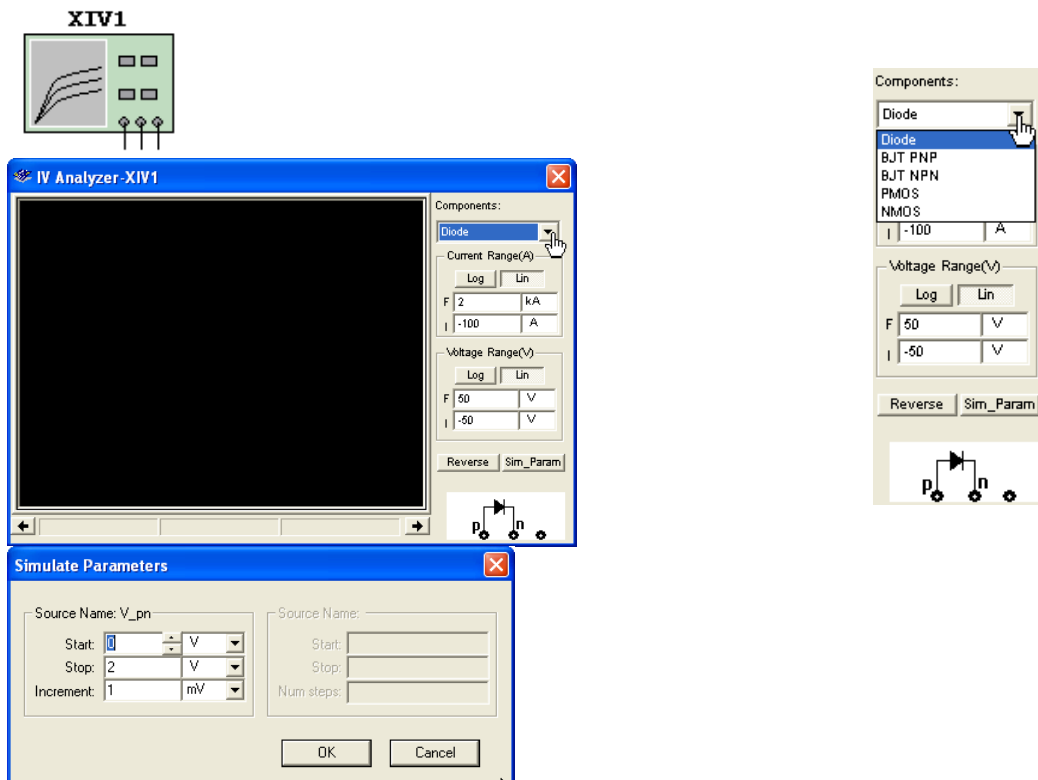 XIV1
IV Analyzer-XIV1
Components:
Diode
Current Range(A)
Log Lin
F 2 kA
I -100 A
Voltage Range(V)
Log Lin
F 50 V
I -50 V
Reverse Sim_Param
p n
Simulate Parameters
Source Name: V_pn
Start: 0 V
Stop: 2 V
Increment: 1 mV
Source Name:
Start:
Stop:
Num steps:
OK Cancel
Components:
Diode
Diode
BJT PNP
BJT NPN
PMOS
NMOS
I -100 A
Voltage Range(V)
Log Lin
F 50 V
I -50 V
Reverse Sim_Param
p n